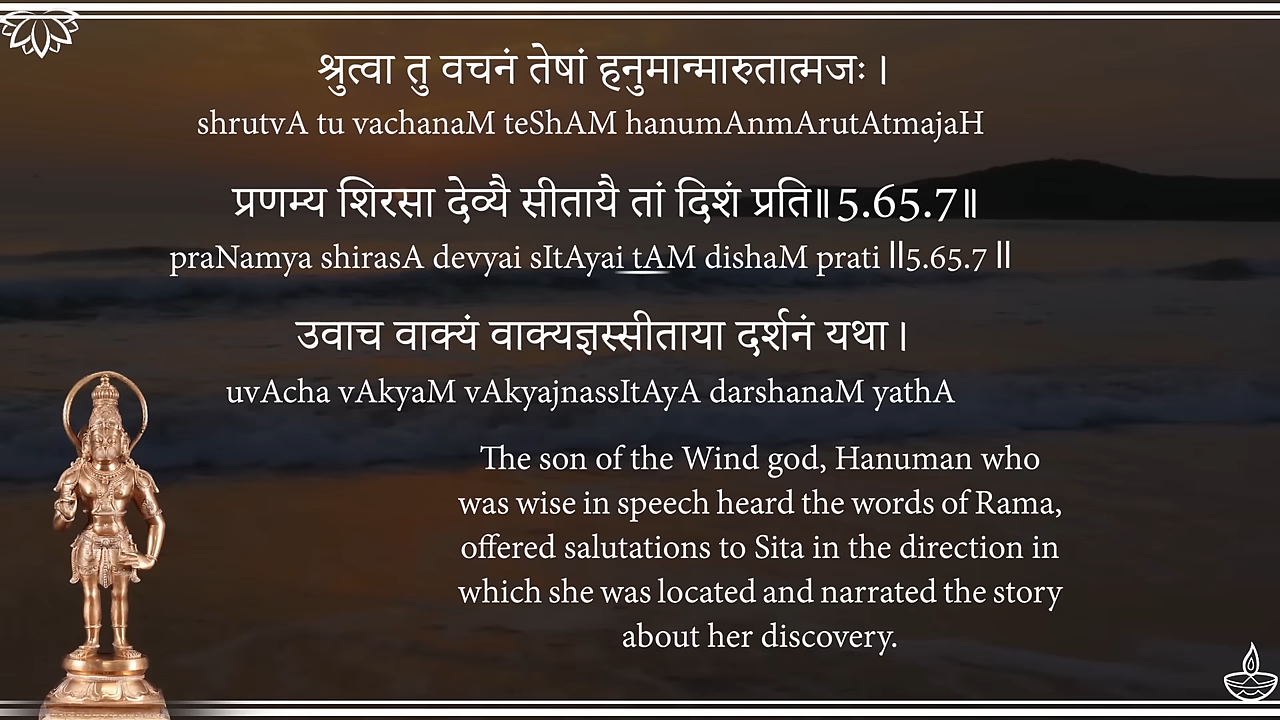 श्रुत्वा तु वचनं तेषां हनुमान्मारुतात्मजः ।
shrutvA tu vachanaM teShAM hanumAnmArutAtmajaH
प्रणम्य शिरसा देव्यै सीतायै तां दिशं प्रति॥ 5.65.7॥
praNamya shirasA devyai sItAyai tAM dishaM prati ||5.65.7 ||
उवाच वाक्यं वाक्यज्ञस्सीताया दर्शनं यथा ।
uvAcha vAkyaM vAkyajnassItAyA darshanaM yathA
The son of the Wind god, Hanuman who
was wise in speech heard the words of Rama,
offered salutations to Sita in the direction in
which she was located and narrated the story
about her discovery.